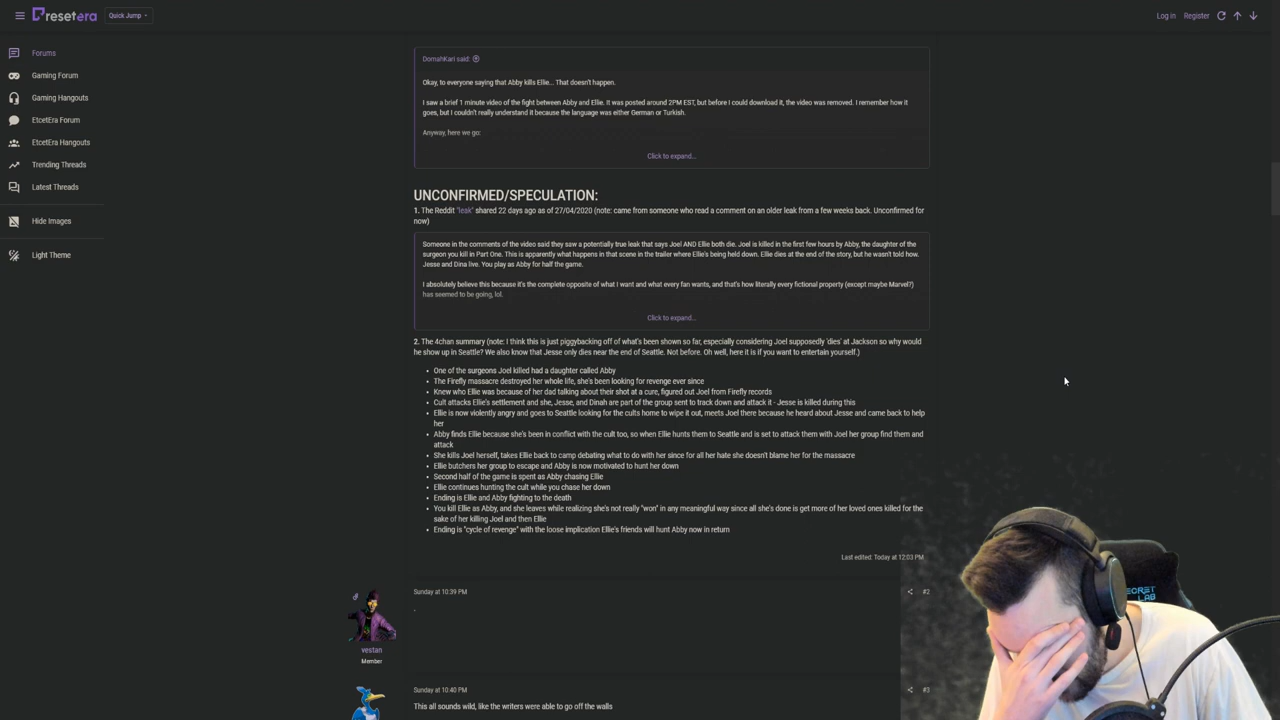 resetera
Quick Jump
Log in
Register
Forums
Gaming Forum
Gaming Hangouts
EtcetEra Forum
EtcetEra Hangouts
Trending Threads
Latest Threads
Hide Images
Light Theme
DomahKari said:
Okay, to everyone saying that Abby kills Ellie... That doesn't happen.
I saw a brief 1 minute video of the fight between Abby and Ellie. It was posted around 2PM EST, but before I could download it, the video was removed. I remember how it
goes, but I couldn't really understand it because the language was either German or Turkish.
Anyway, here we go:
Click to expand...
UNCONFIRMED/SPECULATION:
1. The Reddit "leak" shared 22 days ago as of 27/04/2020 (note: came from someone who read a comment on an older leak from a few weeks back. Unconfirmed for
now)
Someone in the comments of the video said they saw a potentially true leak that says Joel AND Ellie both die. Joel is killed in the first few hours by Abby, the daughter of the
surgeon you kill in Part One. This is apparently what happens in that scene in the trailer where Ellie's being held down. Ellie dies at the end of the story, but he wasn't told how.
Jesse and Dina live. You play as Abby for half the game.
I absolutely believe this because it's the complete opposite of what I want and what every fan wants, and that's how literally every fictional property (except maybe Marvel?)
has seemed to be going, lol.
Click to expand...
2. The 4chan summary (note: I think this is just piggybacking off of what's been shown so far, especially considering Joel supposedly 'dies' at Jackson so why would
he show up in Seattle? We also know that Jesse only dies near the end of Seattle. Not before. Oh well, here it is if you want to entertain yourself.)
• One of the surgeons Joel killed had a daughter called Abby
• The Firefly massacre destroyed her whole life, she's been looking for revenge ever since
• Knew who Ellie was because of her dad talking about their shot at a cure, figured out Joel from Firefly records
• Cult attacks Ellie's settlement and she, Jesse, and Dinah are part of the group sent to track down and attack it - Jesse is killed during this
• Ellie is now violently angry and goes to Seattle looking for the cults home to wipe it out, meets Joel there because he heard about Jesse and came back to help
her
• Abby finds Ellie because she's been in conflict with the cult too, so when Ellie hunts them to Seattle and is set to attack them with Joel her group find them and
attack
• She kills Joel herself, takes Ellie back to camp debating what to do with her since for all her hate she doesn't blame her for the massacre
• Ellie butchers her group to escape and Abby is now motivated to hunt her down
• Second half of the game is spent as Abby chasing Ellie
• Ellie continues hunting the cult while you chase her down
• Ending is Ellie and Abby fighting to the death
• You kill Ellie as Abby, and she leaves while realizing she's not really "won" in any meaningful way since all she's done is get more of her loved ones killed for the
sake of her killing Joel and then Ellie
• Ending is "cycle of revenge" with the loose implication Ellie's friends will hunt Abby now in return
Last edited: Today at 12:03 PM
Sunday at 10:39 PM
#2
.
vestan
Member
Sunday at 10:40 PM
#3
This all sounds wild, like the writers were able to go off the walls
SECRET
LAB